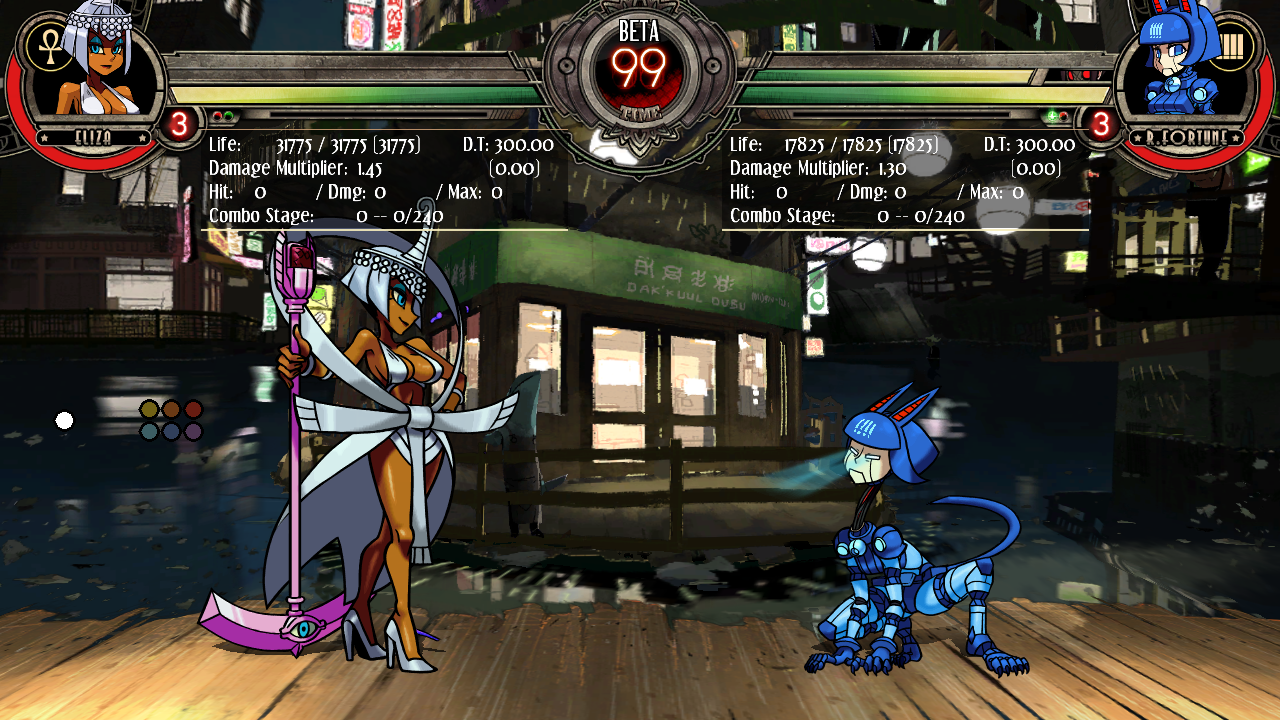 BETA
99
TIME
ELIZA
3
3
R.FORTUNE
Life: 31775 / 31775 (31775) D.T: 300.00
Damage Multiplier: 1.45 (0.00)
Hit: 0 / Dmg: 0 / Max: 0
Combo Stage: 0 -- 0/240
Life: 17825 / 17825 (17825) D.T: 300.00
Damage Multiplier: 1.30 (0.00)
Hit: 0 / Dmg: 0 / Max: 0
Combo Stage: 0 -- 0/240
DAK'KUUL OUSU